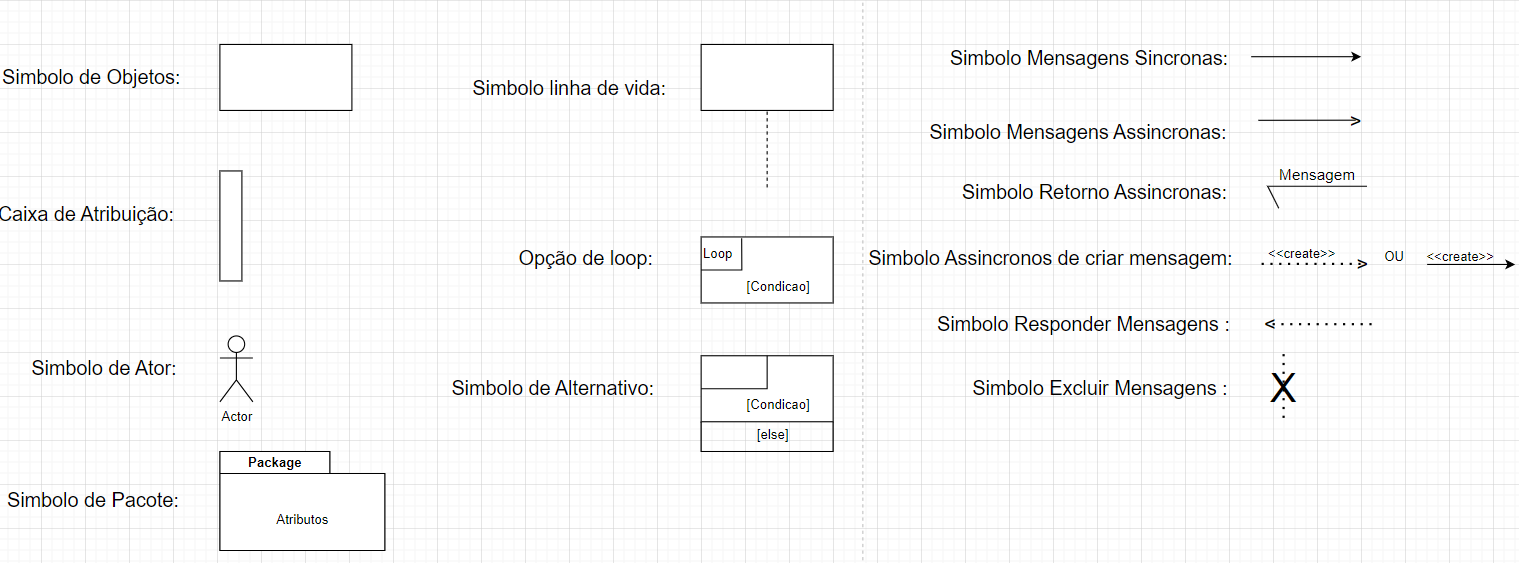 Simbolo de Objetos:
Caixa de Atribuição:
Simbolo de Ator:
Actor
Simbolo de Pacote:
Package
Atributos
Simbolo linha de vida:
Opção de loop:
Loop
[Condicao]
Simbolo de Alternativo:
[Condicao]
[else]
Simbolo Mensagens Sincronas:
Simbolo Mensagens Assincronas:
Simbolo Retorno Assincronas:
Mensagem
Simbolo Assincronos de criar mensagem:
<<create>>
OU
<<create>>
Simbolo Responder Mensagens :
Simbolo Excluir Mensagens :
X